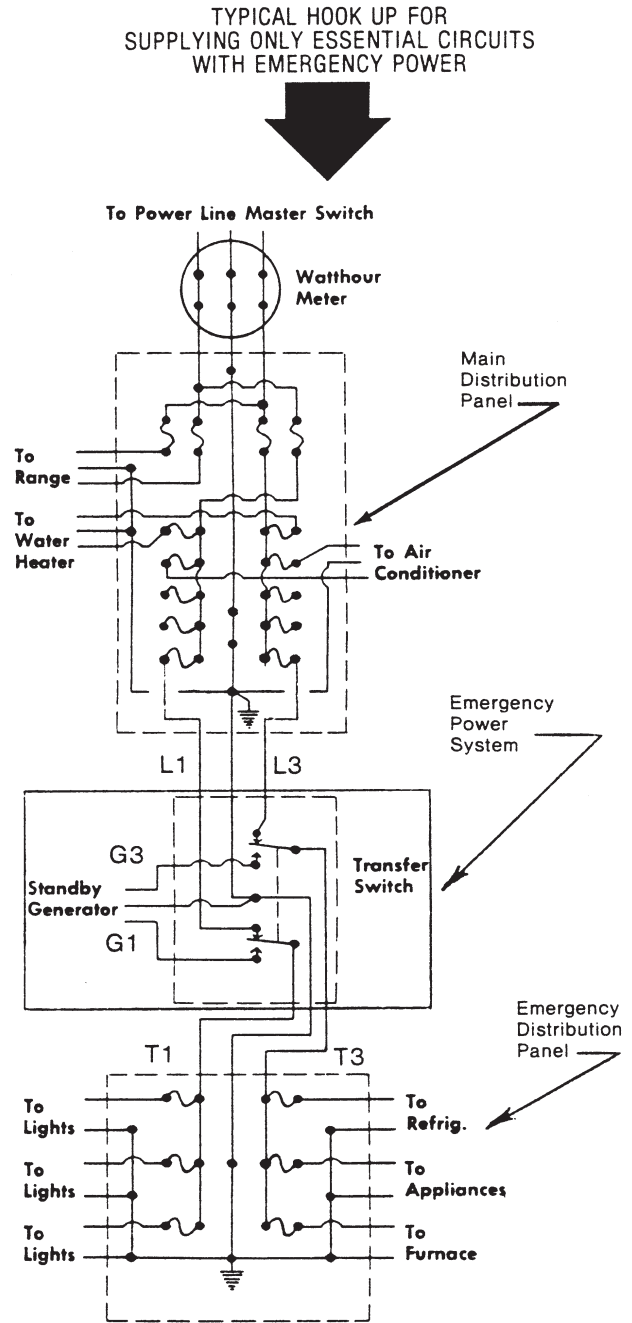 TYPICAL HOOK UP FOR
SUPPLYING ONLY ESSENTIAL CIRCUITS
WITH EMERGENCY POWER
To Power Line Master Switch
Watthour
Meter
Main
Distribution
Panel
To
Range
To
Water
Heater
To Air
Conditioner
Emergency
Power
System
L1
L3
G3
Transfer
Switch
Standby
Generator
G1
Emergency
Distribution
Panel
T1
T3
To
Lights
To
Refrig.
To
Lights
To
Appliances
To
Lights
To
Furnace